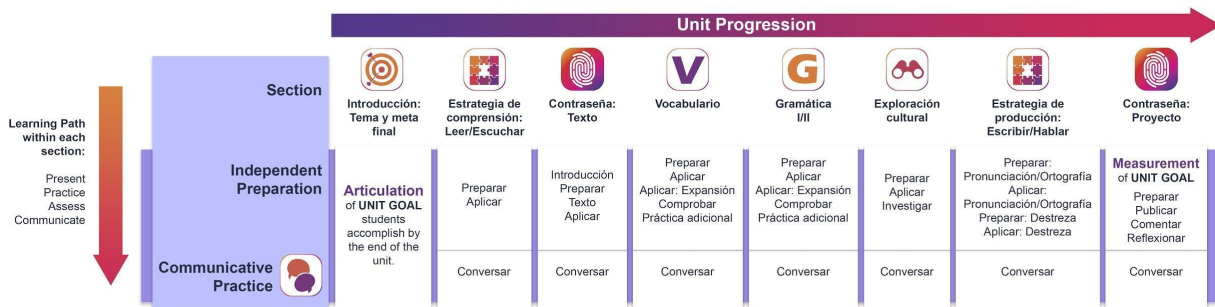 Unit Progression
Learning Path
within each
section:
Present
Practice
Assess
Communicate
Section
Introducción:
Tema y meta
final
Estrategia de
comprensión:
Leer/Escuchar
Contraseña:
Texto
V
Vocabulario
G
Gramática
I/II
Exploración
cultural
Estrategia de
producción:
Escribir/Hablar
Contraseña:
Proyecto
Independent
Preparation
Articulation
of UNIT GOAL
students
accomplish by
the end of the
unit.
Preparar
Aplicar
Introducción
Preparar
Texto
Aplicar
Preparar
Aplicar
Aplicar: Expansión
Comprobar
Práctica adicional
Preparar
Aplicar
Aplicar: Expansión
Comprobar
Práctica adicional
Preparar
Aplicar
Investigar
Preparar:
Pronunciación/Ortografía
Aplicar:
Pronunciación/Ortografía
Preparar: Destreza
Aplicar: Destreza
Measurement
of UNIT GOAL
Preparar
Publicar
Comentar
Reflexionar
Communicative
Practice
Conversar
Conversar
Conversar
Conversar
Conversar
Conversar
Conversar